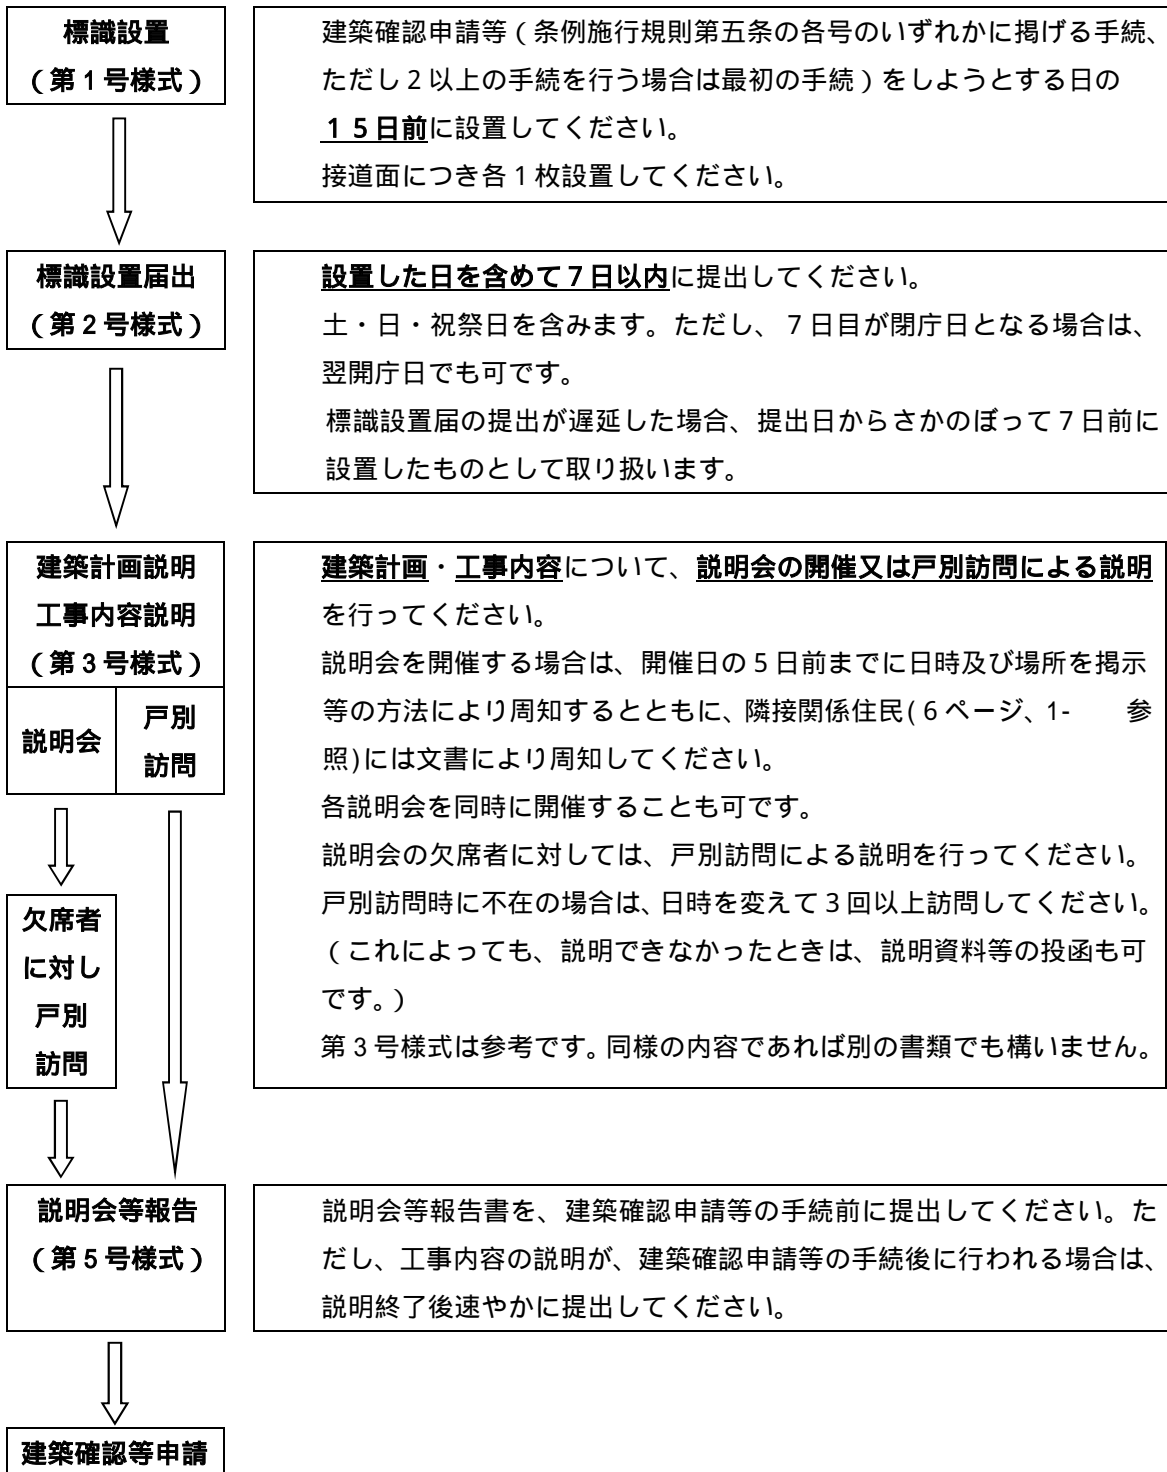 標識設置
（第１号様式）
建築確認申請等（条例施行規則第五条の各号のいずれかに掲げる手続、
ただし２以上の手続を行う場合は最初の手続）をしようとする日の
１５日前に設置してください。
接道面につき各１枚設置してください。
標識設置届出
（第２号様式）
設置した日を含めて７日以内に提出してください。
土・日・祝祭日を含みます。ただし、７日目が閉庁日となる場合は、
翌開庁日でも可です。
標識設置届の提出が遅延した場合、提出日からさかのぼって７日前に
設置したものとして取り扱います。
建築計画説明
工事内容説明
（第３号様式）
説明会
戸別
訪問
建築計画・工事内容について、説明会の開催又は戸別訪問による説明
を行ってください。
説明会を開催する場合は、開催日の５日前までに日時及び場所を掲示
等の方法により周知するとともに、隣接関係住民(６ページ、1-　　参
照)には文書により周知してください。
各説明会を同時に開催することも可です。
説明会の欠席者に対しては、戸別訪問による説明を行ってください。
戸別訪問時に不在の場合は、日時を変えて３回以上訪問してください。
（これによっても、説明できなかったときは、説明資料等の投函も可
です。）
第３号様式は参考です。同様の内容であれば別の書類でも構いません。
欠席者
に対し
戸別
訪問
説明会等報告
（第５号様式）
説明会等報告書を、建築確認申請等の手続前に提出してください。た
だし、工事内容の説明が、建築確認申請等の手続後に行われる場合は、
説明終了後速やかに提出してください。
建築確認等申請